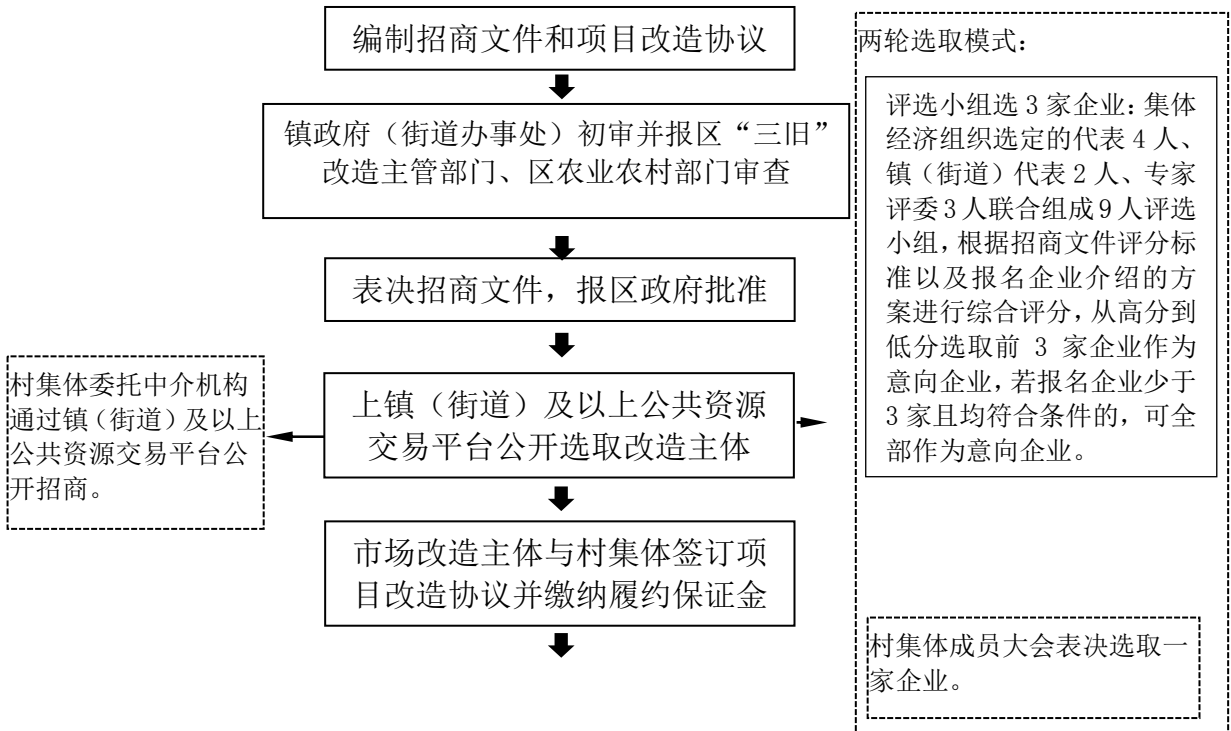 编制招商文件和项目改造协议
镇政府（街道办事处）初审并报区“三旧”
改造主管部门、区农业农村部门审查
表决招商文件，报区政府批准
上镇（街道）及以上公共资源
交易平台公开选取改造主体
市场改造主体与村集体签订项
目改造协议并缴纳履约保证金
村集体委托中介机构
通过镇（街道）及以上
公共资源交易平台公
开招商。
两轮选取模式：
评选小组选 3 家企业：集体
经济组织选定的代表 4 人、
镇（街道）代表 2 人、专家
评委 3 人联合组成 9 人评选
小组，根据招商文件评分标
准以及报名企业介绍的方
案进行综合评分，从高分到
低分选取前 3 家企业作为
意向企业，若报名企业少于
3 家且均符合条件的，可全
部作为意向企业。
村集体成员大会表决选取一
家企业。